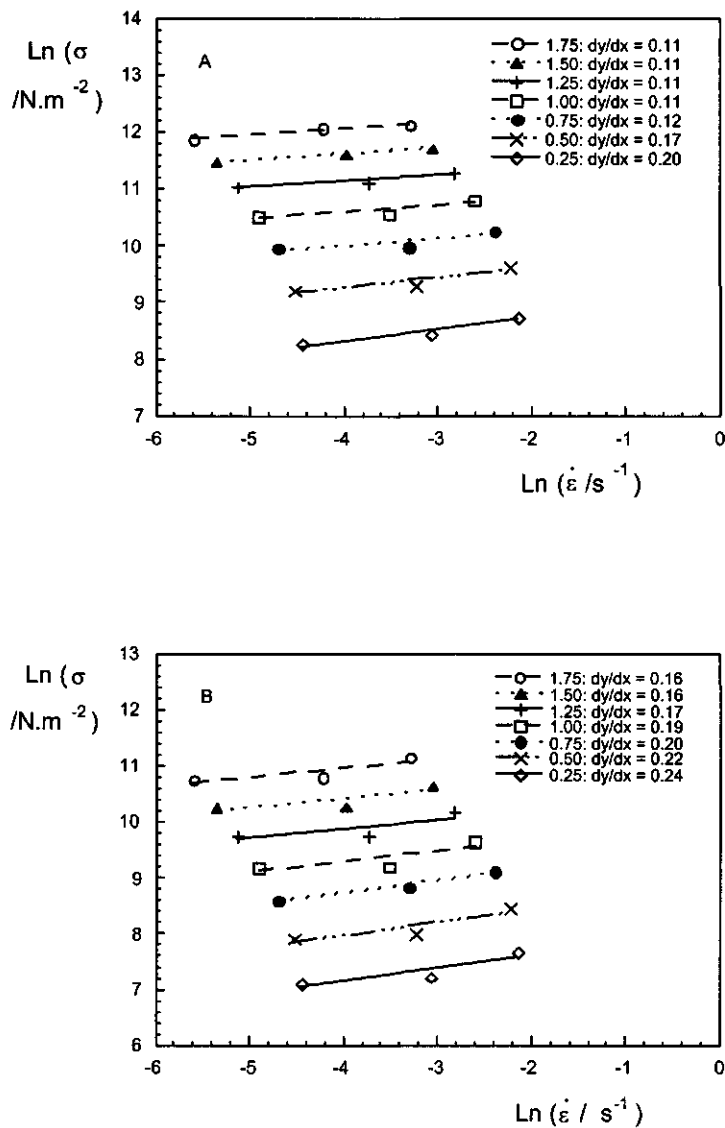 Ln (σ
/N.m -2)
A
14
13
12
11
10
9
8
7
1.75: dy/dx = 0.11
1.50: dy/dx = 0.11
1.25: dy/dx = 0.11
1.00: dy/dx = 0.11
0.75: dy/dx = 0.12
0.50: dy/dx = 0.17
0.25: dy/dx = 0.20
-6 -5 -4 -3 -2 -1 0
Ln (ε̇ /s -1)
Ln (σ
/N.m -2)
B
13
12
11
10
9
8
7
6
1.75: dy/dx = 0.16
1.50: dy/dx = 0.16
1.25: dy/dx = 0.17
1.00: dy/dx = 0.19
0.75: dy/dx = 0.20
0.50: dy/dx = 0.22
0.25: dy/dx = 0.24
-6 -5 -4 -3 -2 -1 0
Ln (ε̇ / s -1)